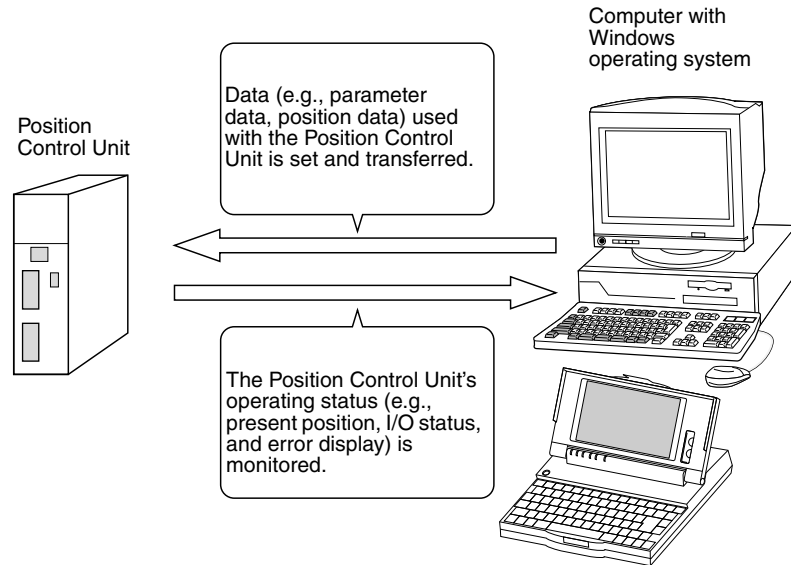 Computer with
Windows
operating system
Data (e.g., parameter
data, position data) used
with the Position Control
Unit is set and transferred.
Position
Control Unit
The Position Control Unit's
operating status (e.g.,
present position, I/O status,
and error display) is
monitored.